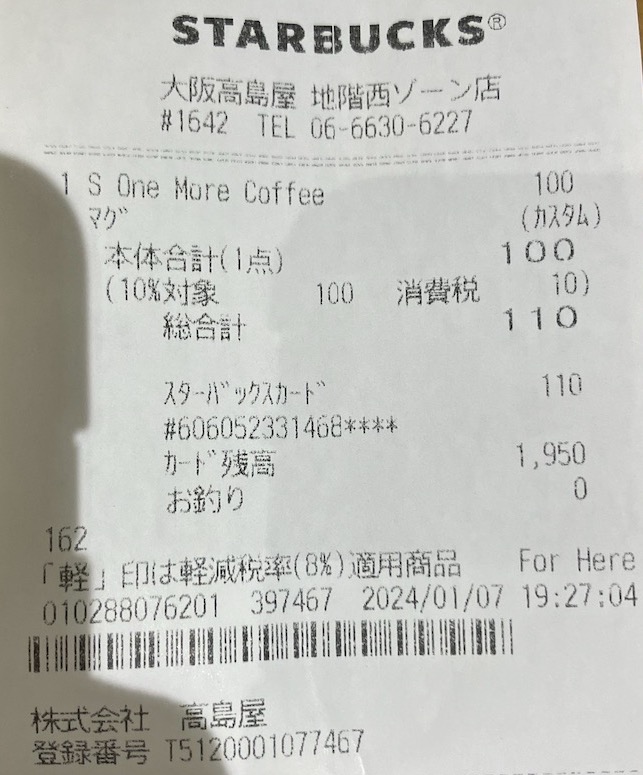 STARBUCKS®
大阪高島屋 地階西ゾーン店
#1642 TEL 06-6630-6227
1 S One More Coffee 100
マグ (カスタム)
本体合計(1点) 100
(10%対象 100 消費税 10)
総合計 110
スターバックスカード 110
#606052331468****
カード残高 1,950
お釣り 0
162
「軽」印は軽減税率(8%)適用商品 For Here
010288076201 397467 2024/01/07 19:27:04
株式会社 高島屋
登録番号 T5120001077467